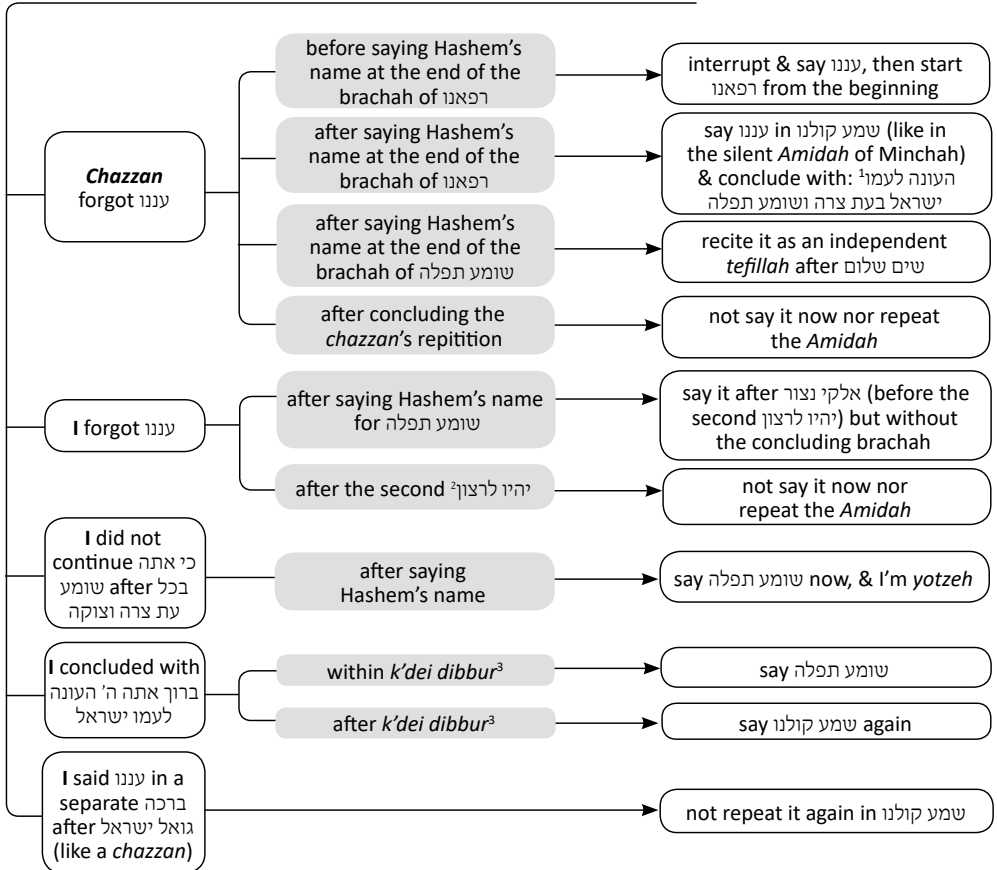 Chazzan
forgot עננו
before saying Hashem’s
name at the end of the
brachah of רפאנו
interrupt & say עננו, then start
from the beginning רפאנו
after saying Hashem’s
name at the end of the
brachah of רפאנו
say עננו in שמע קולנו (like in
the silent Amidah of Minchah)
& conclude with: העונה לעמו¹
ישראל בעת צרה ושומע תפלה
after saying Hashem’s
name at the end of the
brachah of שומע תפלה
recite it as an independent
tefillah after שים שלום
after concluding the
chazzan’s repitition
not say it now nor repeat
the Amidah
I forgot עננו
after saying Hashem’s name
for שומע תפלה
say it after אלקי נצור (before the
second יהיו לרצון) but without
the concluding brachah
after the second יהיו לרצון²
not say it now nor
repeat the Amidah
I did not
continue כי אתה
שומע after בכל
עת צרה וצוקה
after saying
Hashem’s name
say שומע תפלה now, & I’m yotzeh
I concluded with
ברוך אתה ה' העונה
לעמו ישראל
within k’dei dibbur³
say שומע תפלה
after k’dei dibbur³
say שמע קולנו again
I said עננו in a
separate ברכה
after גואל ישראל
(like a chazzan)
not repeat it again in שמע קולנו